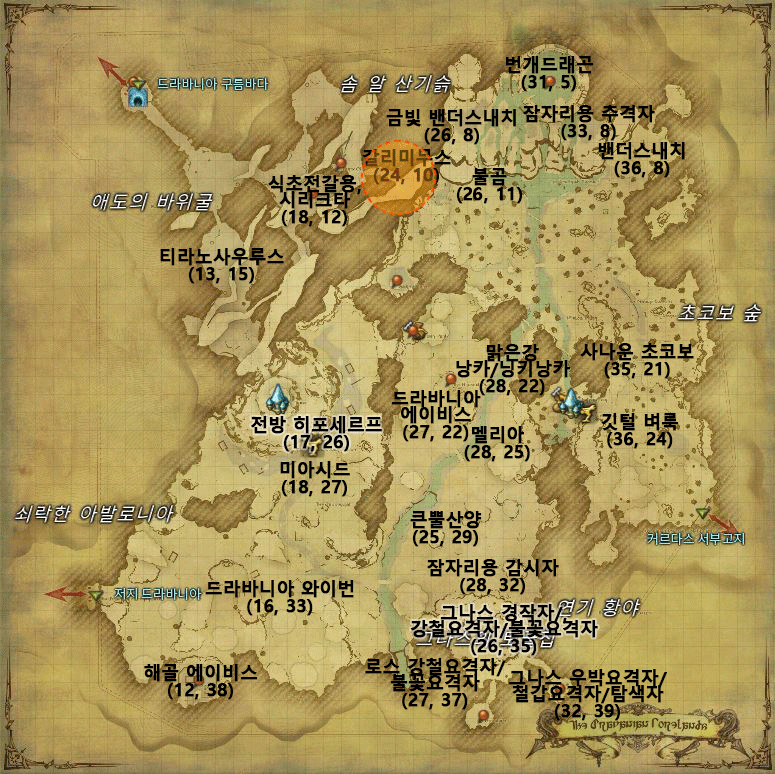 번개드래곤
(31, 5)
드라바니아 구름바다
솜 알 산기슭
금빛 밴더스내치
(26, 8)
잠자리용 추격자
(33, 8)
밴더스내치
(36, 8)
갈리미무스
(24, 10)
불곰
(26, 11)
식초전갈용,
시리크타
(18, 12)
애도의 바위굴
티라노사우루스
(13, 15)
초코보 숲
맑은강
낭카/닝키낭카
(28, 22)
사나운 초코보
(35, 21)
드라바니아
에이비스
(27, 22)
전방 히포세르프
(17, 26)
멜리아
(28, 25)
깃털 벼룩
(36, 24)
미아시드
(18, 27)
쇠락한 아발로니아
큰뿔산양
(25, 29)
커르다스 서부고지
잠자리용 감시자
(28, 32)
저지 드라바니아
드라바니야 와이번
(16, 33)
연기 황야
그나스 경작자/
강철요격자/불꽃요격자
(26, 35)
해골 에이비스
(12, 38)
로스 강철요격자/
불꽃요격자
(27, 37)
그나스 우박요격자/
철갑요격자/탐색자
(32, 39)
The Dravanian Forelands